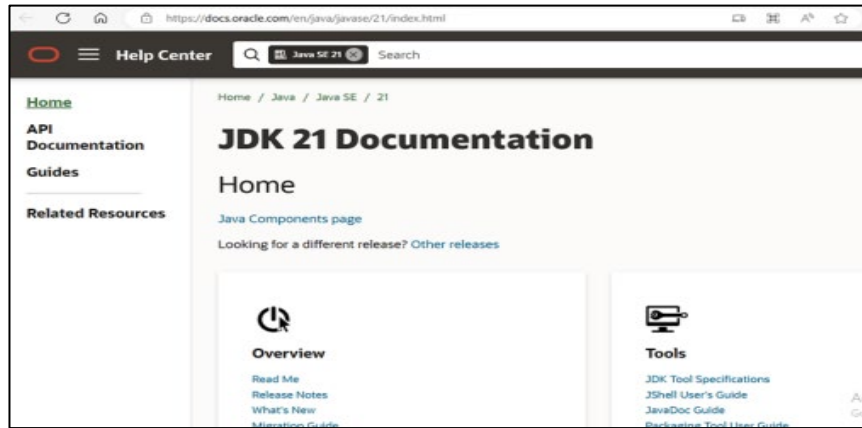 https://docs.oracle.com/en/java/javase/21/index.html
Help Center
Java SE 21
Search
Home
API
Documentation
Guides
Related Resources
Home / Java / Java SE / 21
JDK 21 Documentation
Home
Java Components page
Looking for a different release? Other releases
Overview
Read Me
Release Notes
What's New
Migration Guide
Tools
JDK Tool Specifications
JShell User's Guide
JavaDoc Guide
Packaging Tool User Guide